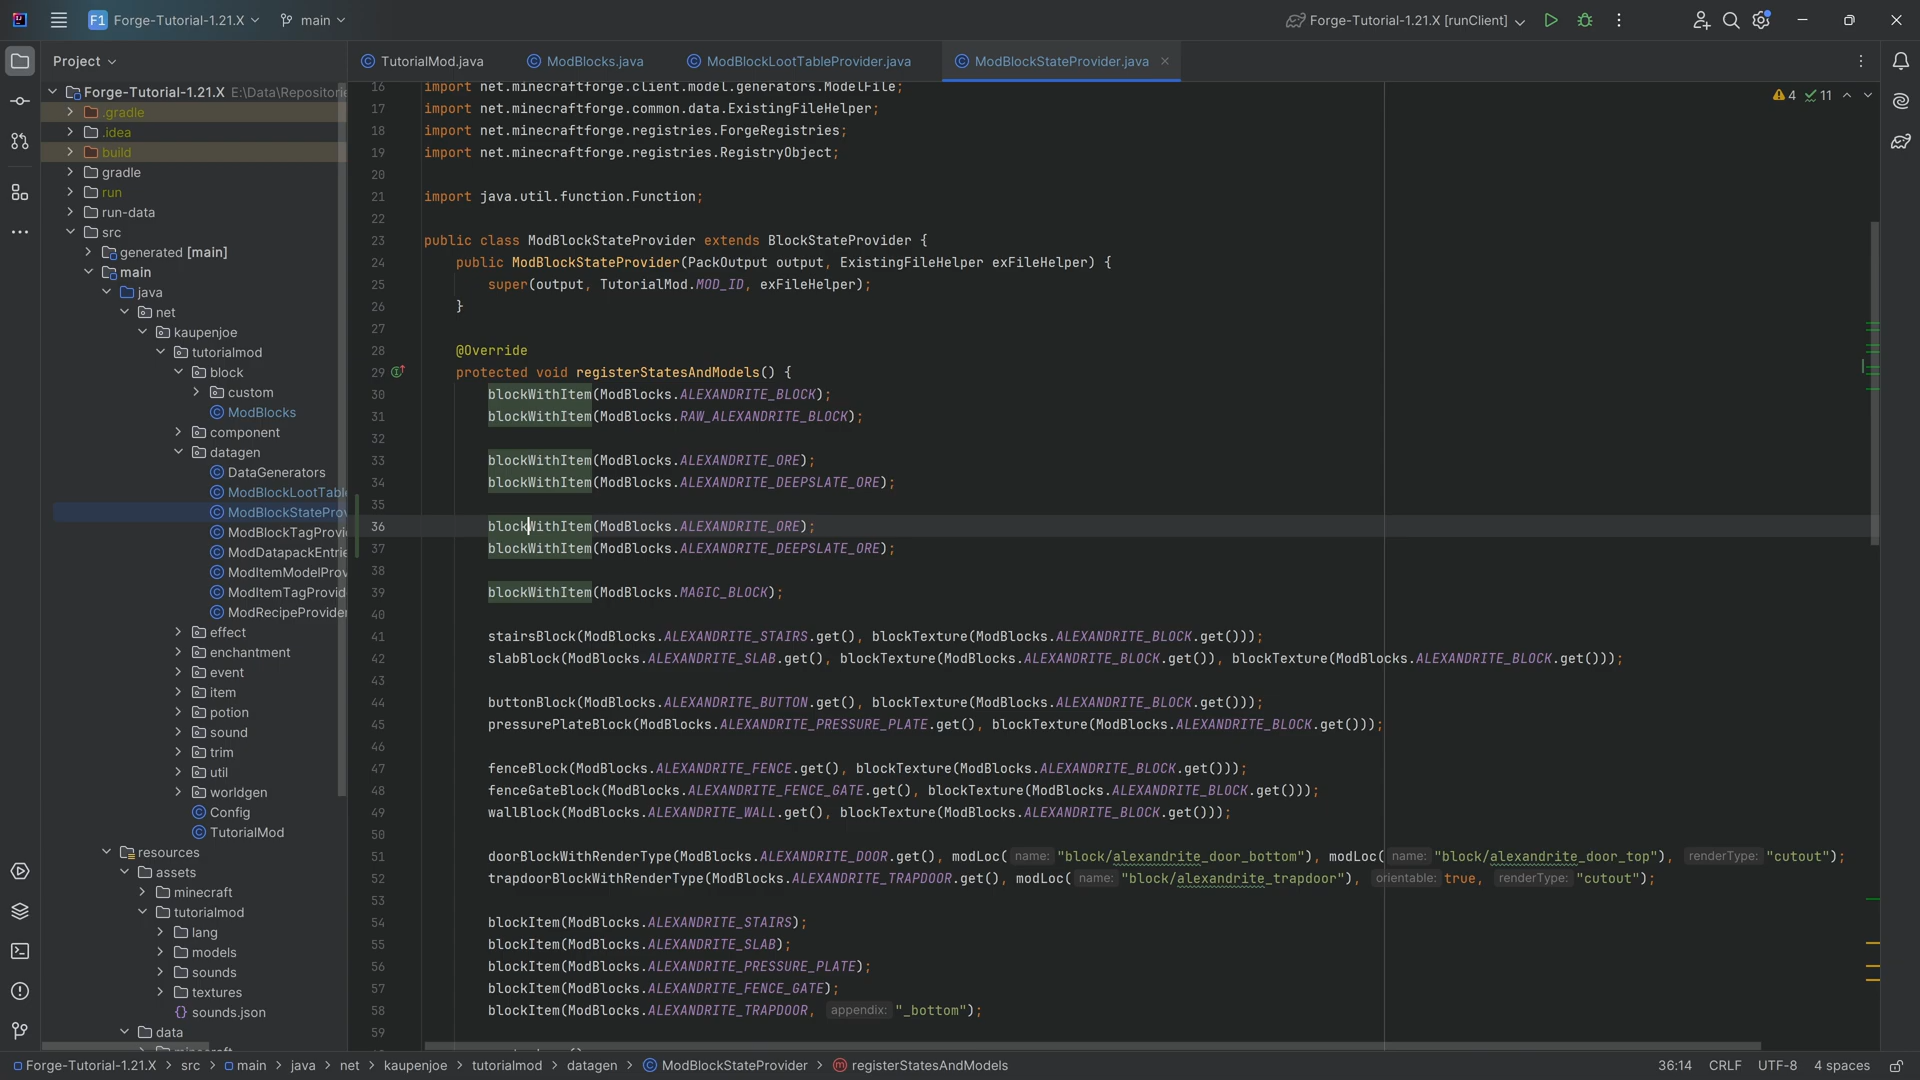 F1 Forge-Tutorial-1.21.X main
Forge-Tutorial-1.21.X [runClient]
Project
TutorialMod.java
ModBlocks.java
ModBlockLootTableProvider.java
ModBlockStateProvider.java
Forge-Tutorial-1.21.X E:\Data\Repositorie
.gradle
.idea
build
gradle
run
run-data
src
generated [main]
main
java
net
kaupenjoe
tutorialmod
block
custom
ModBlocks
component
datagen
DataGenerators
ModBlockLootTabl
ModBlockStateProv
ModBlockTagProvi
ModDatapackEntrie
ModItemModelProv
ModItemTagProvid
ModRecipeProvider
effect
enchantment
event
item
potion
sound
trim
util
worldgen
Config
TutorialMod
resources
assets
minecraft
tutorialmod
lang
models
sounds
textures
sounds.json
data
4 11
16 import net.minecraftforge.client.model.generators.ModelFile;
17 import net.minecraftforge.common.data.ExistingFileHelper;
18 import net.minecraftforge.registries.ForgeRegistries;
19 import net.minecraftforge.registries.RegistryObject;
20
21 import java.util.function.Function;
22
23 public class ModBlockStateProvider extends BlockStateProvider {
24 public ModBlockStateProvider(PackOutput output, ExistingFileHelper exFileHelper) {
25 super(output, TutorialMod.MOD_ID, exFileHelper);
26 }
27
28 @Override
29 protected void registerStatesAndModels() {
30 blockWithItem(ModBlocks.ALEXANDRITE_BLOCK);
31 blockWithItem(ModBlocks.RAW_ALEXANDRITE_BLOCK);
32
33 blockWithItem(ModBlocks.ALEXANDRITE_ORE);
34 blockWithItem(ModBlocks.ALEXANDRITE_DEEPSLATE_ORE);
35
36 blockWithItem(ModBlocks.ALEXANDRITE_ORE);
37 blockWithItem(ModBlocks.ALEXANDRITE_DEEPSLATE_ORE);
38
39 blockWithItem(ModBlocks.MAGIC_BLOCK);
40
41 stairsBlock(ModBlocks.ALEXANDRITE_STAIRS.get(), blockTexture(ModBlocks.ALEXANDRITE_BLOCK.get()));
42 slabBlock(ModBlocks.ALEXANDRITE_SLAB.get(), blockTexture(ModBlocks.ALEXANDRITE_BLOCK.get()), blockTexture(ModBlocks.ALEXANDRITE_BLOCK.get()));
43
44 buttonBlock(ModBlocks.ALEXANDRITE_BUTTON.get(), blockTexture(ModBlocks.ALEXANDRITE_BLOCK.get()));
45 pressurePlateBlock(ModBlocks.ALEXANDRITE_PRESSURE_PLATE.get(), blockTexture(ModBlocks.ALEXANDRITE_BLOCK.get()));
46
47 fenceBlock(ModBlocks.ALEXANDRITE_FENCE.get(), blockTexture(ModBlocks.ALEXANDRITE_BLOCK.get()));
48 fenceGateBlock(ModBlocks.ALEXANDRITE_FENCE_GATE.get(), blockTexture(ModBlocks.ALEXANDRITE_BLOCK.get()));
49 wallBlock(ModBlocks.ALEXANDRITE_WALL.get(), blockTexture(ModBlocks.ALEXANDRITE_BLOCK.get()));
50
51 doorBlockWithRenderType(ModBlocks.ALEXANDRITE_DOOR.get(), modLoc( name: "block/alexandrite_door_bottom"), modLoc( name: "block/alexandrite_door_top"), renderType: "cutout");
52 trapdoorBlockWithRenderType(ModBlocks.ALEXANDRITE_TRAPDOOR.get(), modLoc( name: "block/alexandrite_trapdoor"), orientable: true, renderType: "cutout");
53
54 blockItem(ModBlocks.ALEXANDRITE_STAIRS);
55 blockItem(ModBlocks.ALEXANDRITE_SLAB);
56 blockItem(ModBlocks.ALEXANDRITE_PRESSURE_PLATE);
57 blockItem(ModBlocks.ALEXANDRITE_FENCE_GATE);
58 blockItem(ModBlocks.ALEXANDRITE_TRAPDOOR, appendix: "_bottom");
59
Forge-Tutorial-1.21.X > src > main > java > net > kaupenjoe > tutorialmod > datagen > ModBlockStateProvider > registerStatesAndModels
36:14 CRLF UTF-8 4 spaces